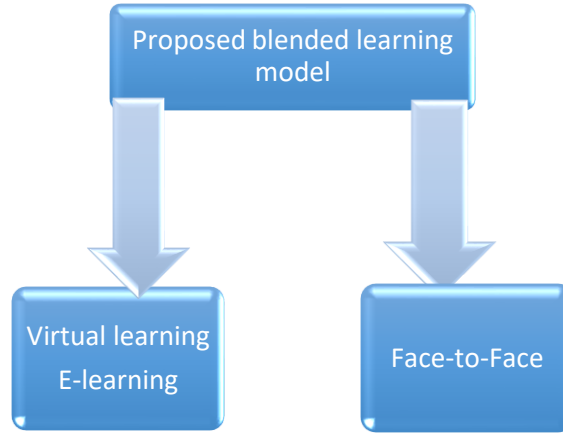 Proposed blended learning
model
Virtual learning
E-learning
Face-to-Face